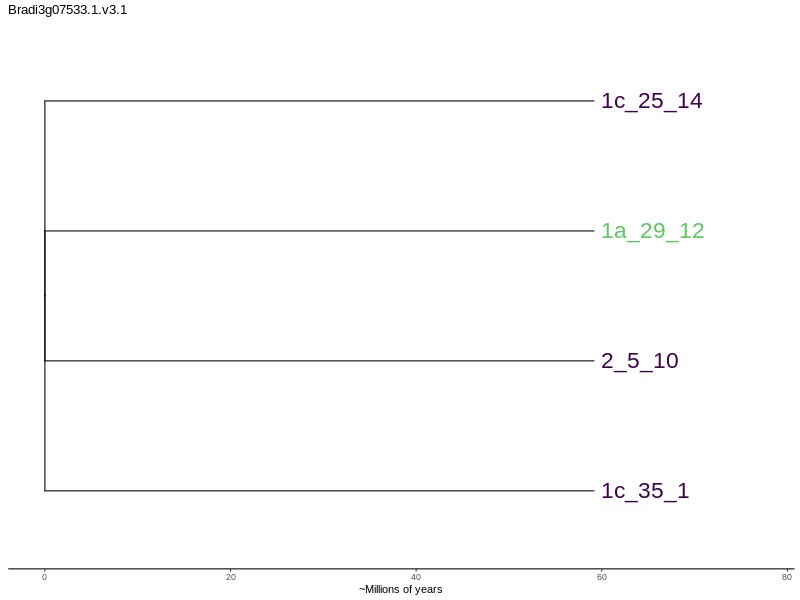 Bradi3g07533.1.v3.1
1c_25_14
1a_29_12
2_5_10
1c_35_1
0 20 40 60 80
~Millions of years